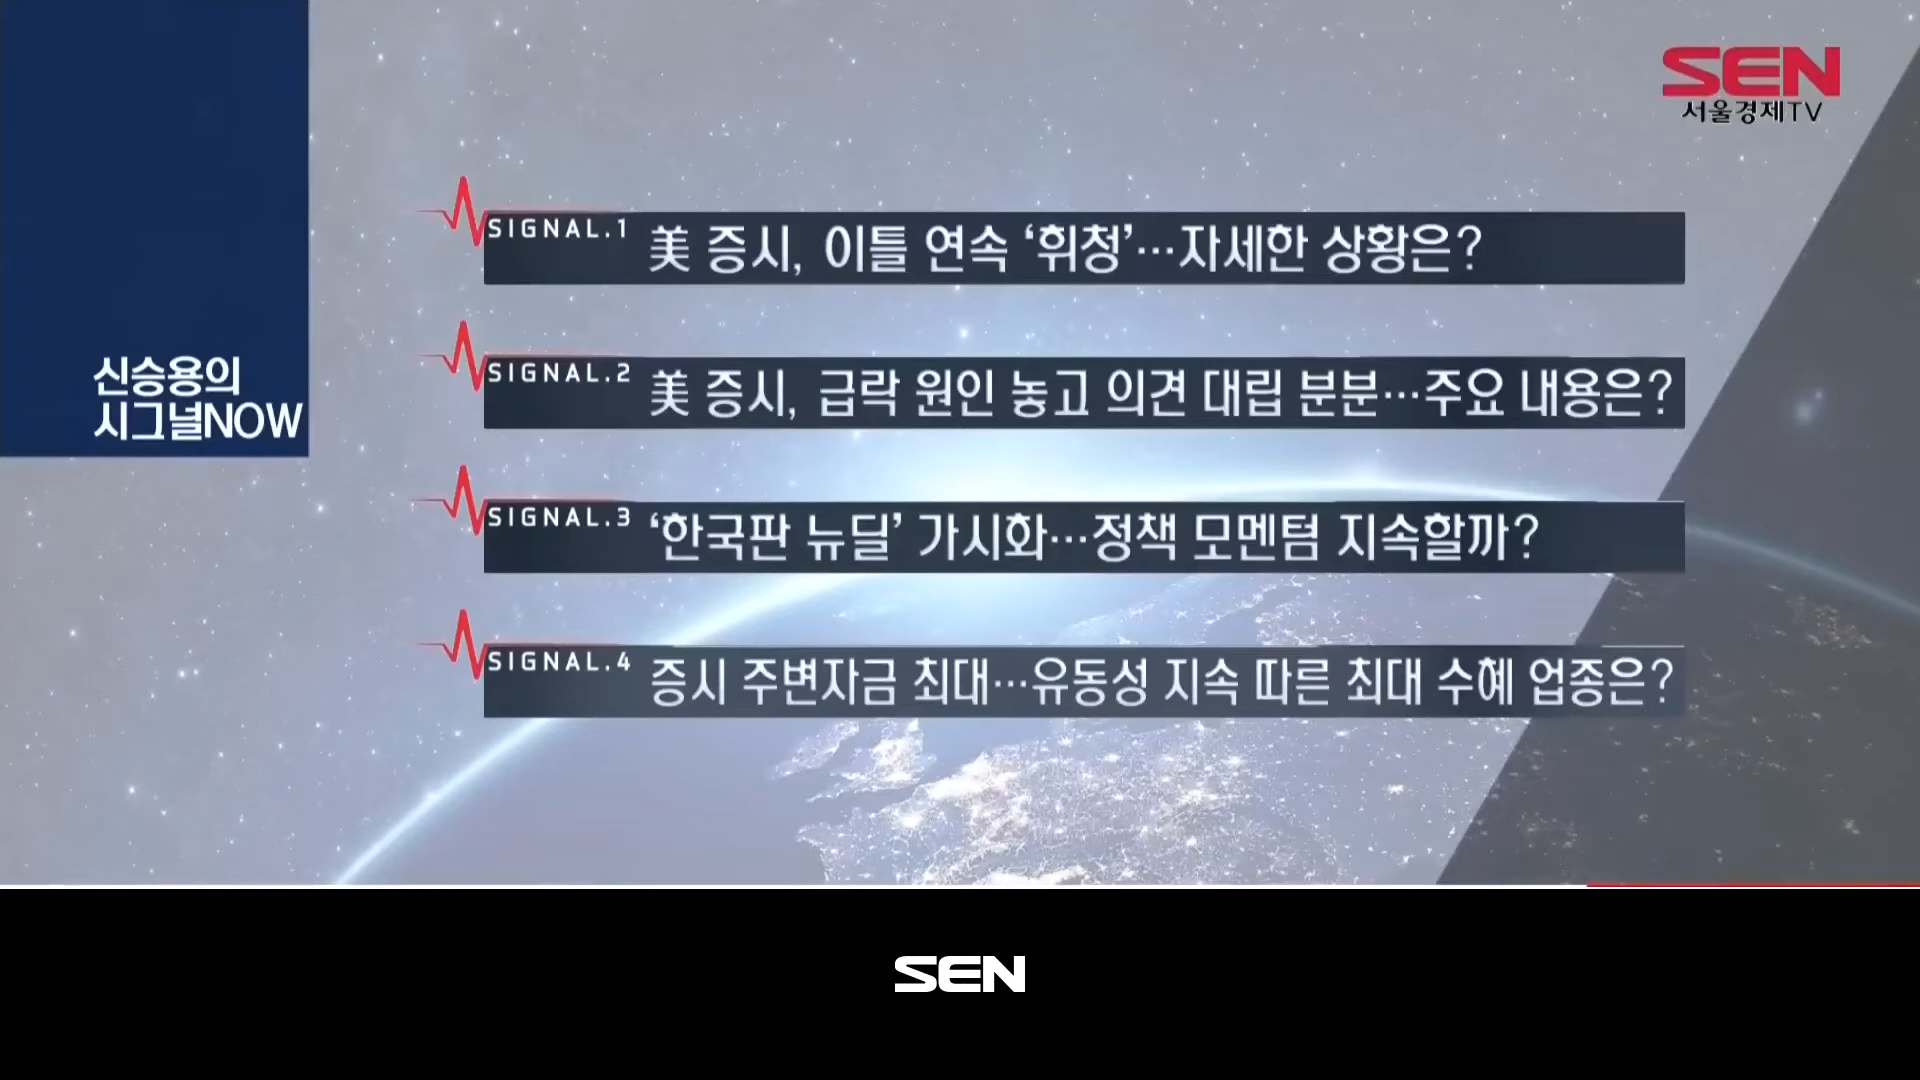 SEN
서울경제TV
신승용의
시그널NOW
SIGNAL.1 美 증시, 이틀 연속 ‘휘청’…자세한 상황은?
SIGNAL.2 美 증시, 급락 원인 놓고 의견 대립 분분…주요 내용은?
SIGNAL.3 ‘한국판 뉴딜’ 가시화…정책 모멘텀 지속할까?
SIGNAL.4 증시 주변자금 최대…유동성 지속 따른 최대 수혜 업종은?
SEN